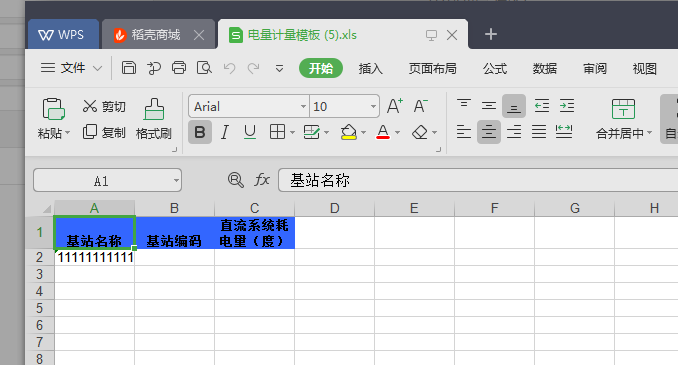 WPS 稻壳商城 电量计量模板 (5).xls
文件 开始 插入 页面布局 公式 数据 审阅 视图
剪切 Arial 10 A+ A-
粘贴 复制 格式刷 B I U A 合并居中 自
A1 fx 基站名称
A B C D E F G H
1 基站名称 基站编码 直流系统耗
电量（度）
2 11111111111
3
4
5
6
7
8